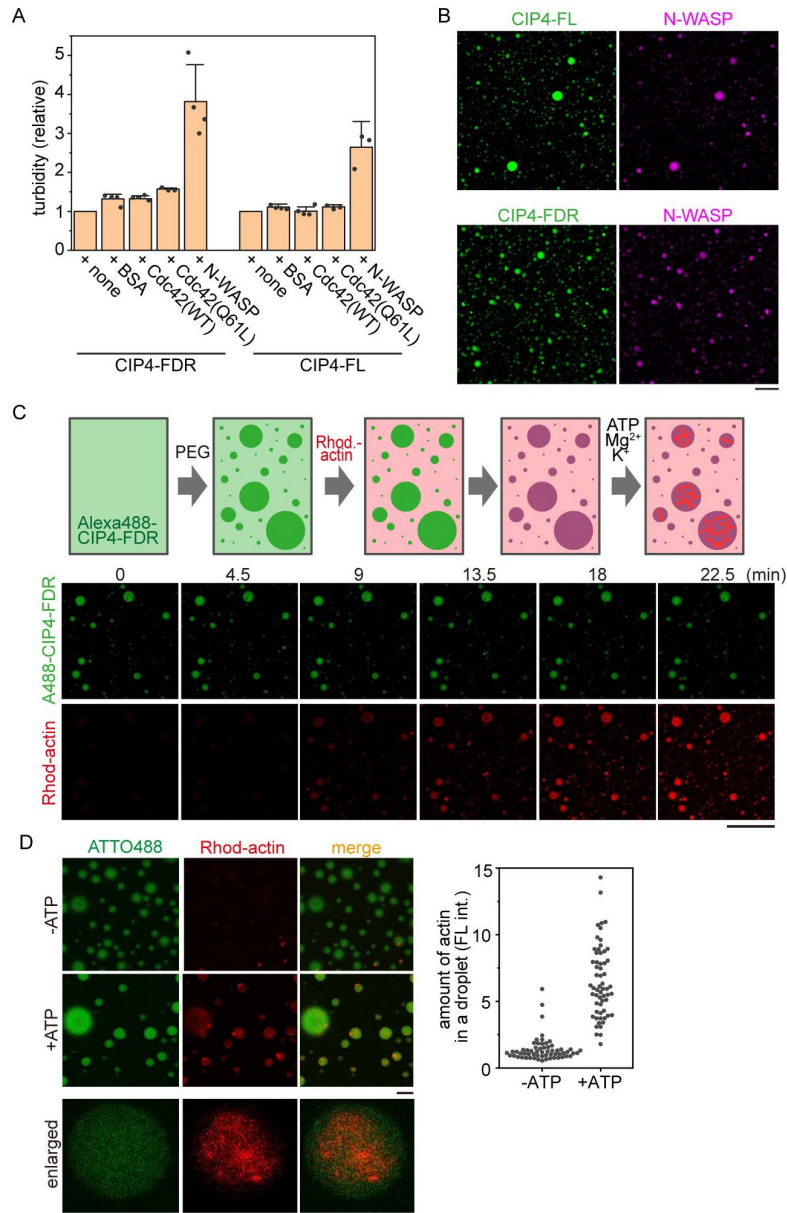 A
turbidity (relative)
5
4
3
2
1
0
+ none
+ BSA
+ Cdc42(WT)
+ Cdc42(Q61L)
+ N-WASP
+ none
+ BSA
+ Cdc42(WT)
+ Cdc42(Q61L)
+ N-WASP
CIP4-FDR
CIP4-FL
B
CIP4-FL
N-WASP
CIP4-FDR
N-WASP
C
Alexa488-
CIP4-FDR
PEG
Rhod.-
actin
ATP
Mg2+
K+
0 4.5 9 13.5 18 22.5 (min)
A488-CIP4-FDR
Rhod-actin
D
ATTO488 Rhod-actin merge
-ATP
+ATP
enlarged
amount of actin
in a droplet (FL int.)
15
10
5
0
-ATP +ATP